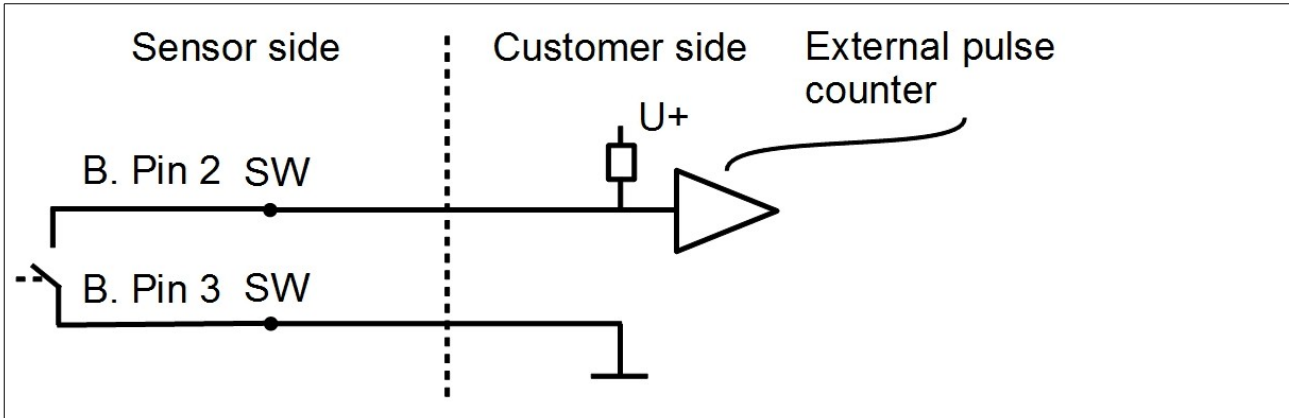 Sensor side
Customer side
External pulse
counter
U+
B. Pin 2 SW
B. Pin 3 SW